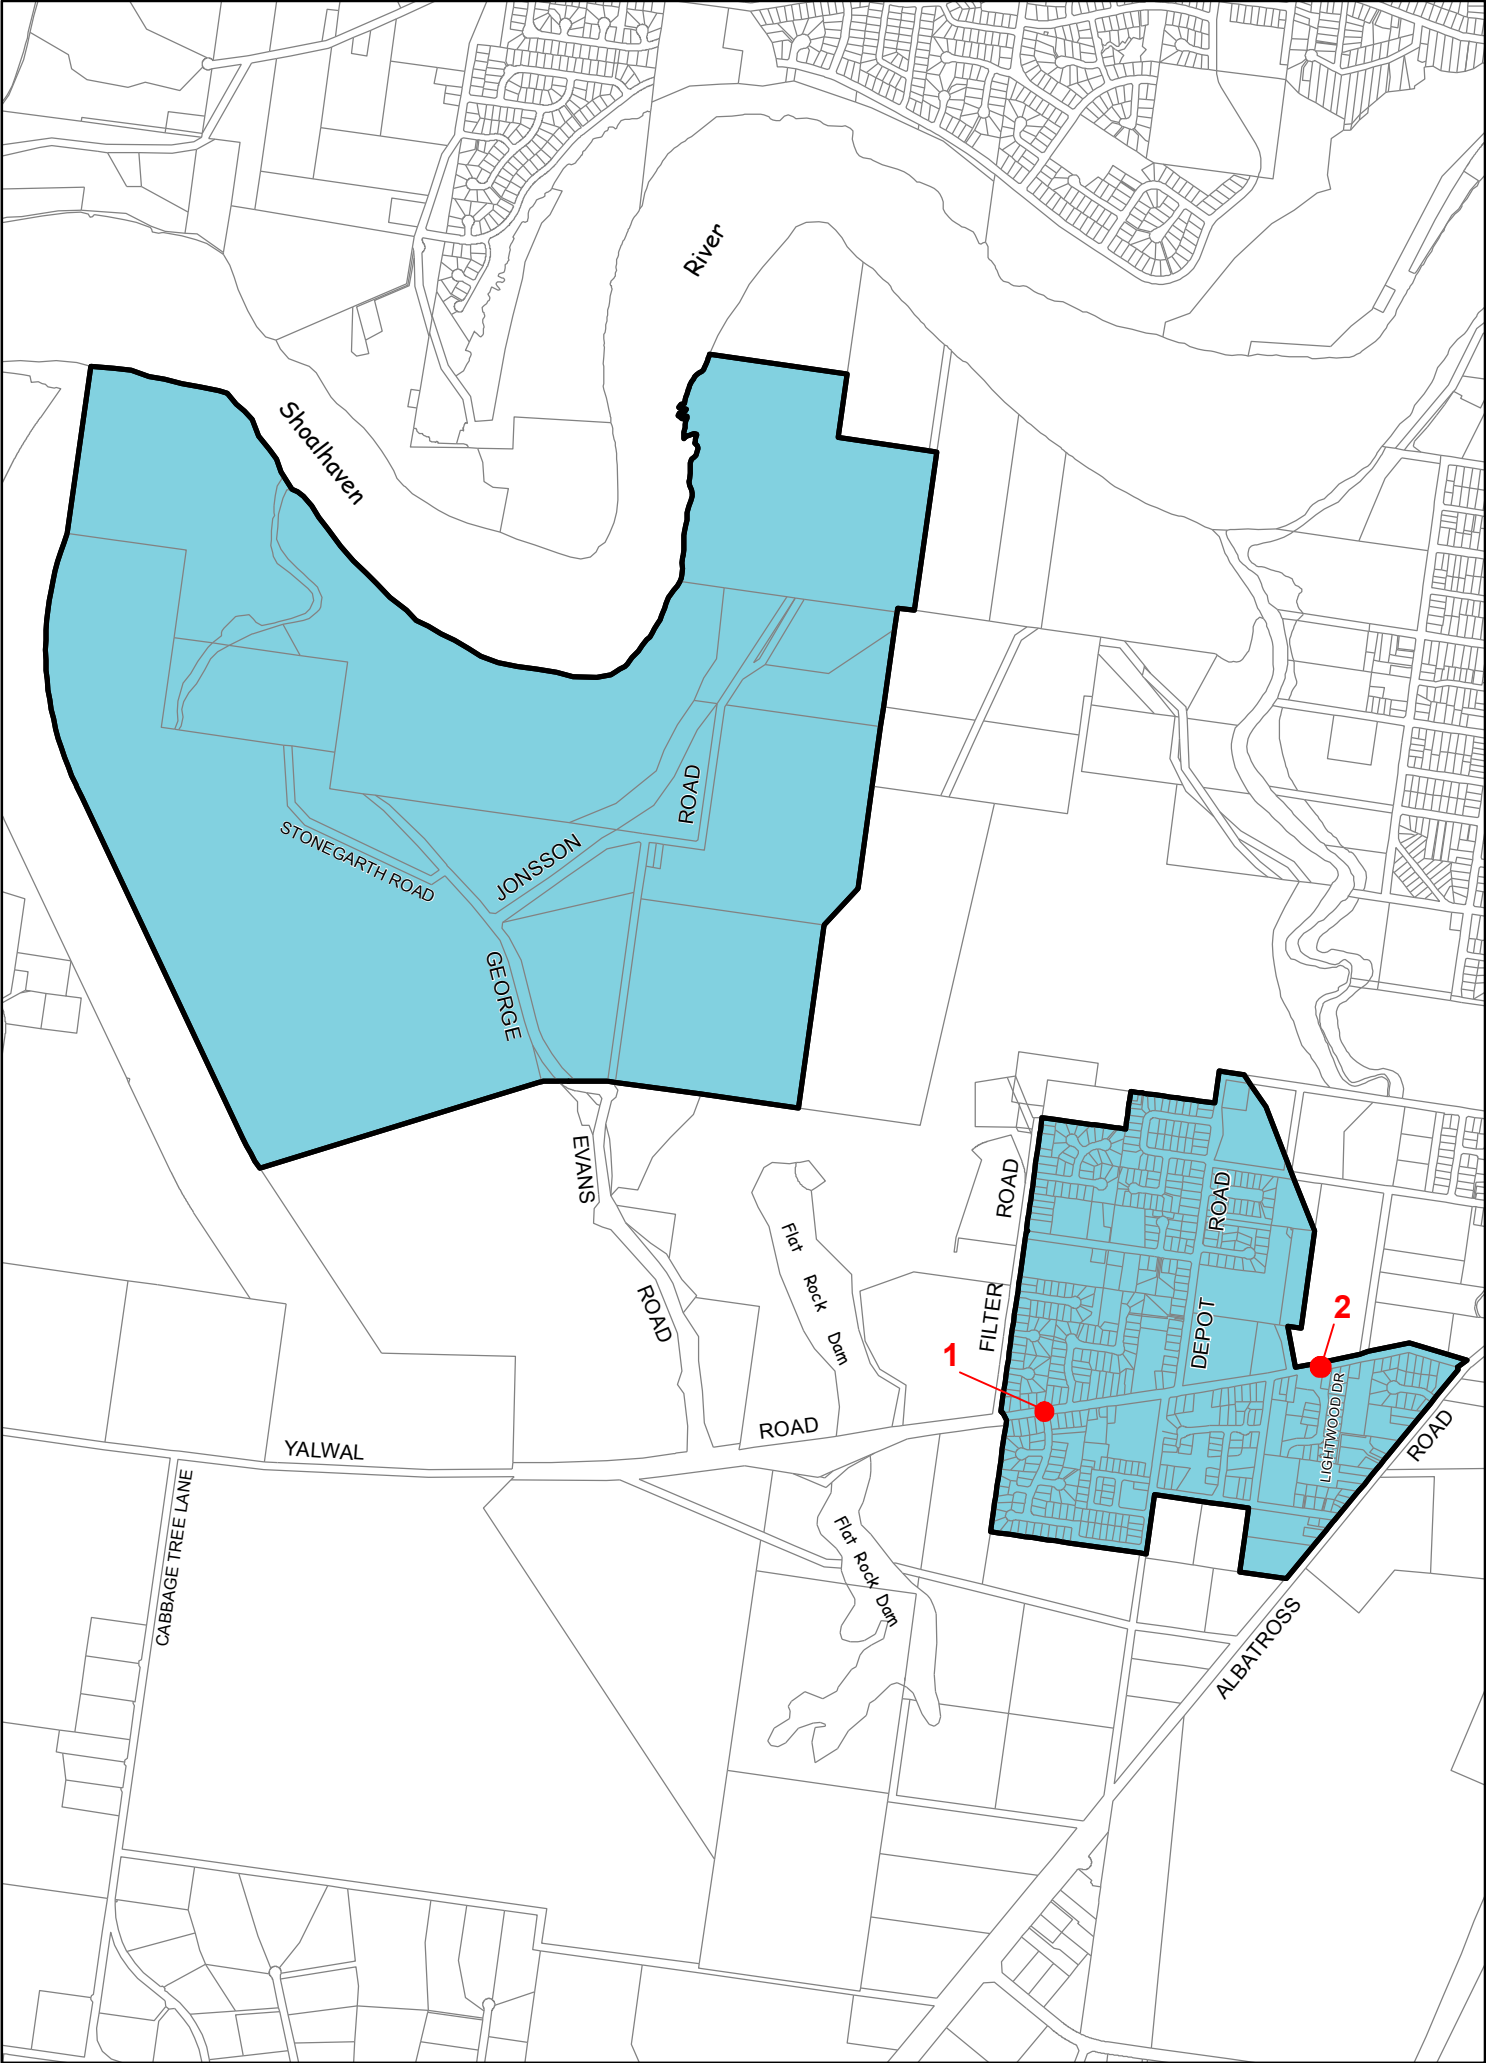 River
Shoalhaven
ROAD
STONEGARTH ROAD
JONSSON
GEORGE
EVANS
ROAD
ROAD
Flat
Rock
Dam
ROAD
FILTER
DEPOT
2
1
LIGHTWOOD DR
ROAD
ROAD
YALWAL
CABBAGE TREE LANE
Flat
Rock
Dam
ALBATROSS